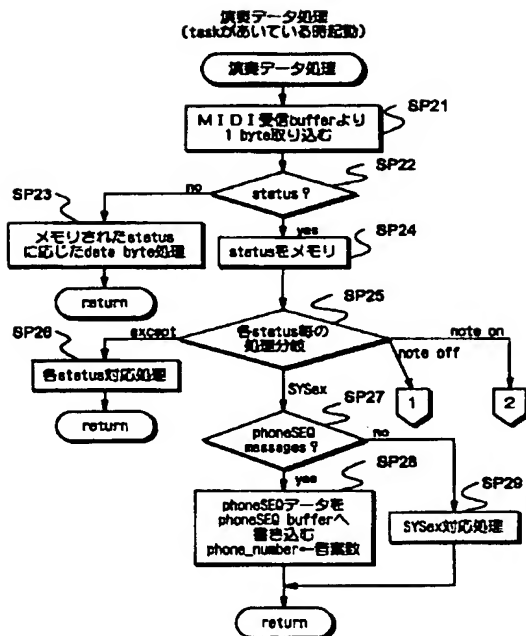 演奏データ処理
(taskがあいている時起動)
演奏データ処理
SP21
MIDI受信bufferより
1 byte取り込む
SP22
status?
no
yes
SP23
メモリされたstatus
に応じたdata byte処理
return
SP24
statusをメモリ
SP25
各status毎の
処理分岐
except
note on
note off
1
2
SP26
各status対応処理
return
SYSex
SP27
phoneSEQ
messages?
no
yes
SP28
phoneSEQデータを
phoneSEQ bufferへ
書き込む
phone_number←音素数
SP29
SYSex対応処理
return